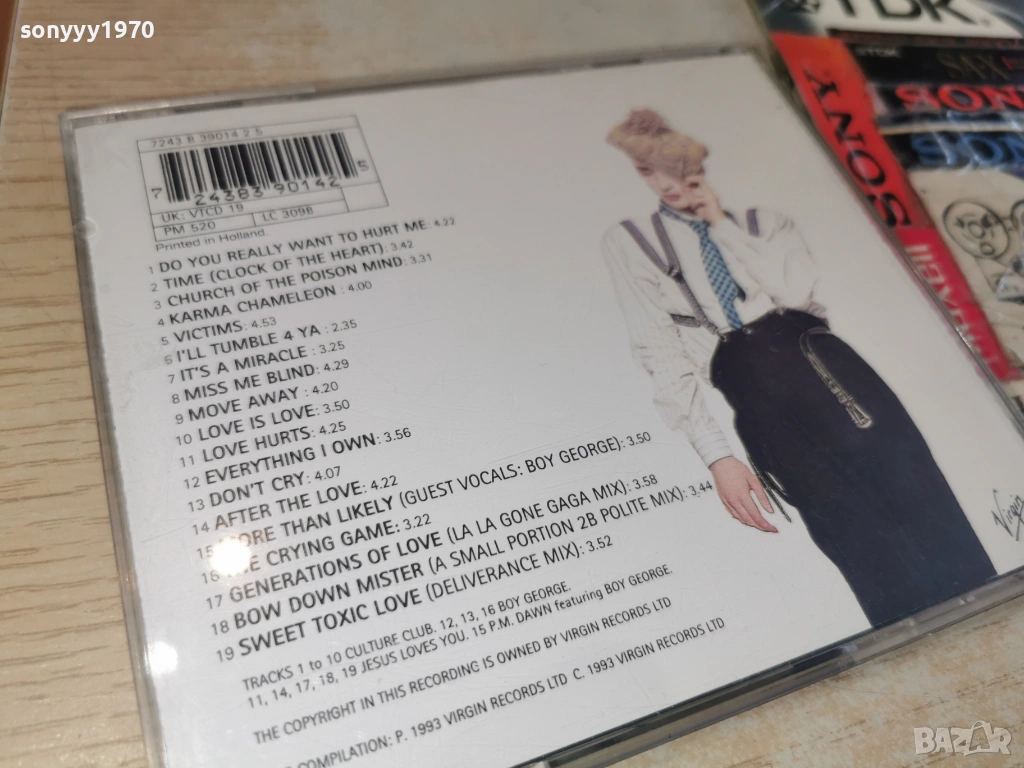 sonyyy1970
7243 8 39014 2 5
7 24383 90142 5
UK: VTCD 19
LC 3098
PM 520
Printed in Holland.
1 DO YOU REALLY WANT TO HURT ME: 4.22
2 TIME (CLOCK OF THE HEART): 3.42
3 CHURCH OF THE POISON MIND: 3.31
4 KARMA CHAMELEON : 4.00
5 VICTIMS: 4.53
6 I'LL TUMBLE 4 YA : 2.35
7 IT'S A MIRACLE : 3.25
8 MISS ME BLIND: 4.29
9 MOVE AWAY : 4.20
10 LOVE IS LOVE: 3.50
11 LOVE HURTS: 4.25
12 EVERYTHING I OWN: 3.56
13 DON'T CRY: 4.07
14 AFTER THE LOVE: 4.22
15 MORE THAN LIKELY (GUEST VOCALS: BOY GEORGE): 3.50
16 THE CRYING GAME: 3.22
17 GENERATIONS OF LOVE (LA LA GONE GAGA MIX): 3.58
18 BOW DOWN MISTER (A SMALL PORTION 2B POLITE MIX): 3.44
19 SWEET TOXIC LOVE (DELIVERANCE MIX): 3.52
TRACKS 1 to 10 CULTURE CLUB. 12, 13, 16 BOY GEORGE.
11, 14, 17, 18, 19 JESUS LOVES YOU. 15 P.M. DAWN featuring BOY GEORGE.
THE COPYRIGHT IN THIS RECORDING IS OWNED BY VIRGIN RECORDS LTD
COMPILATION: P. 1993 VIRGIN RECORDS LTD C. 1993 VIRGIN RECORDS LTD
Virgin
TDK
SONY
maxell
BAZAR